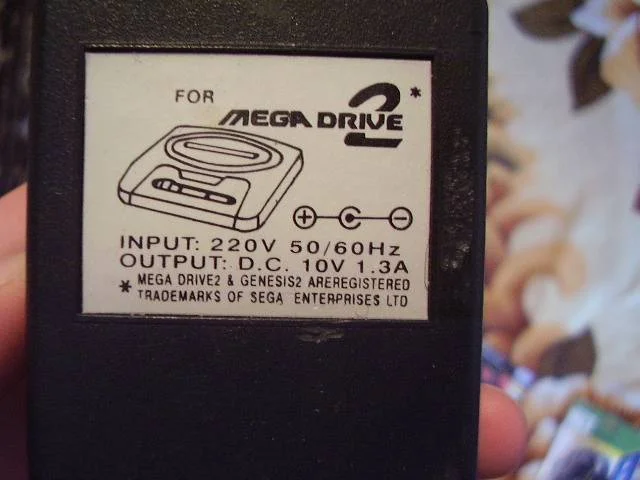 FOR MEGA DRIVE 2 *
INPUT: 220V 50/60Hz
OUTPUT: D.C. 10V 1.3A
* MEGA DRIVE2 & GENESIS2 AREREGISTERED
TRADEMARKS OF SEGA ENTERPRISES LTD